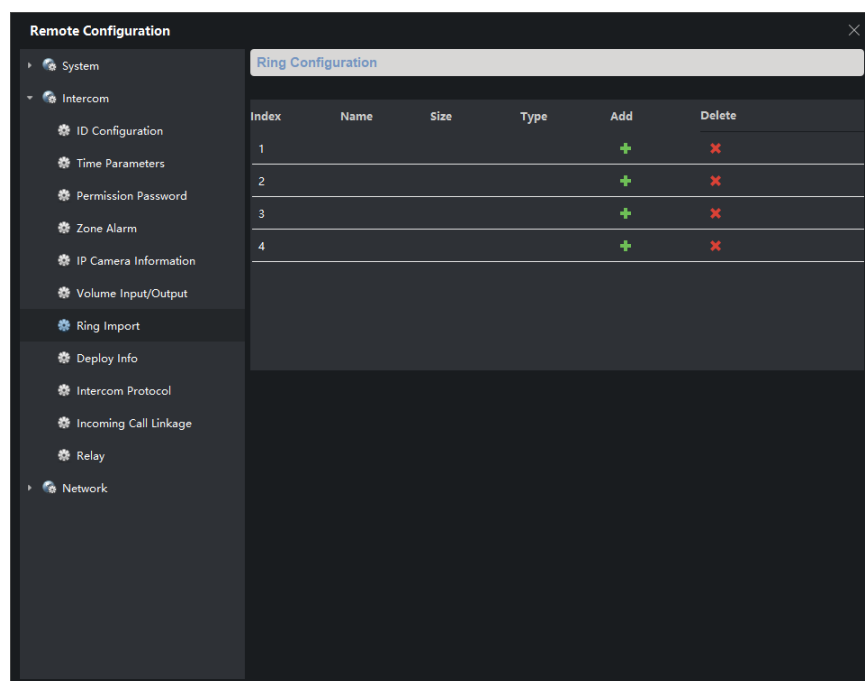 Remote Configuration
System
Intercom
ID Configuration
Time Parameters
Permission Password
Zone Alarm
IP Camera Information
Volume Input/Output
Ring Import
Deploy Info
Intercom Protocol
Incoming Call Linkage
Relay
Network
Ring Configuration
Index Name Size Type Add Delete
1
2
3
4